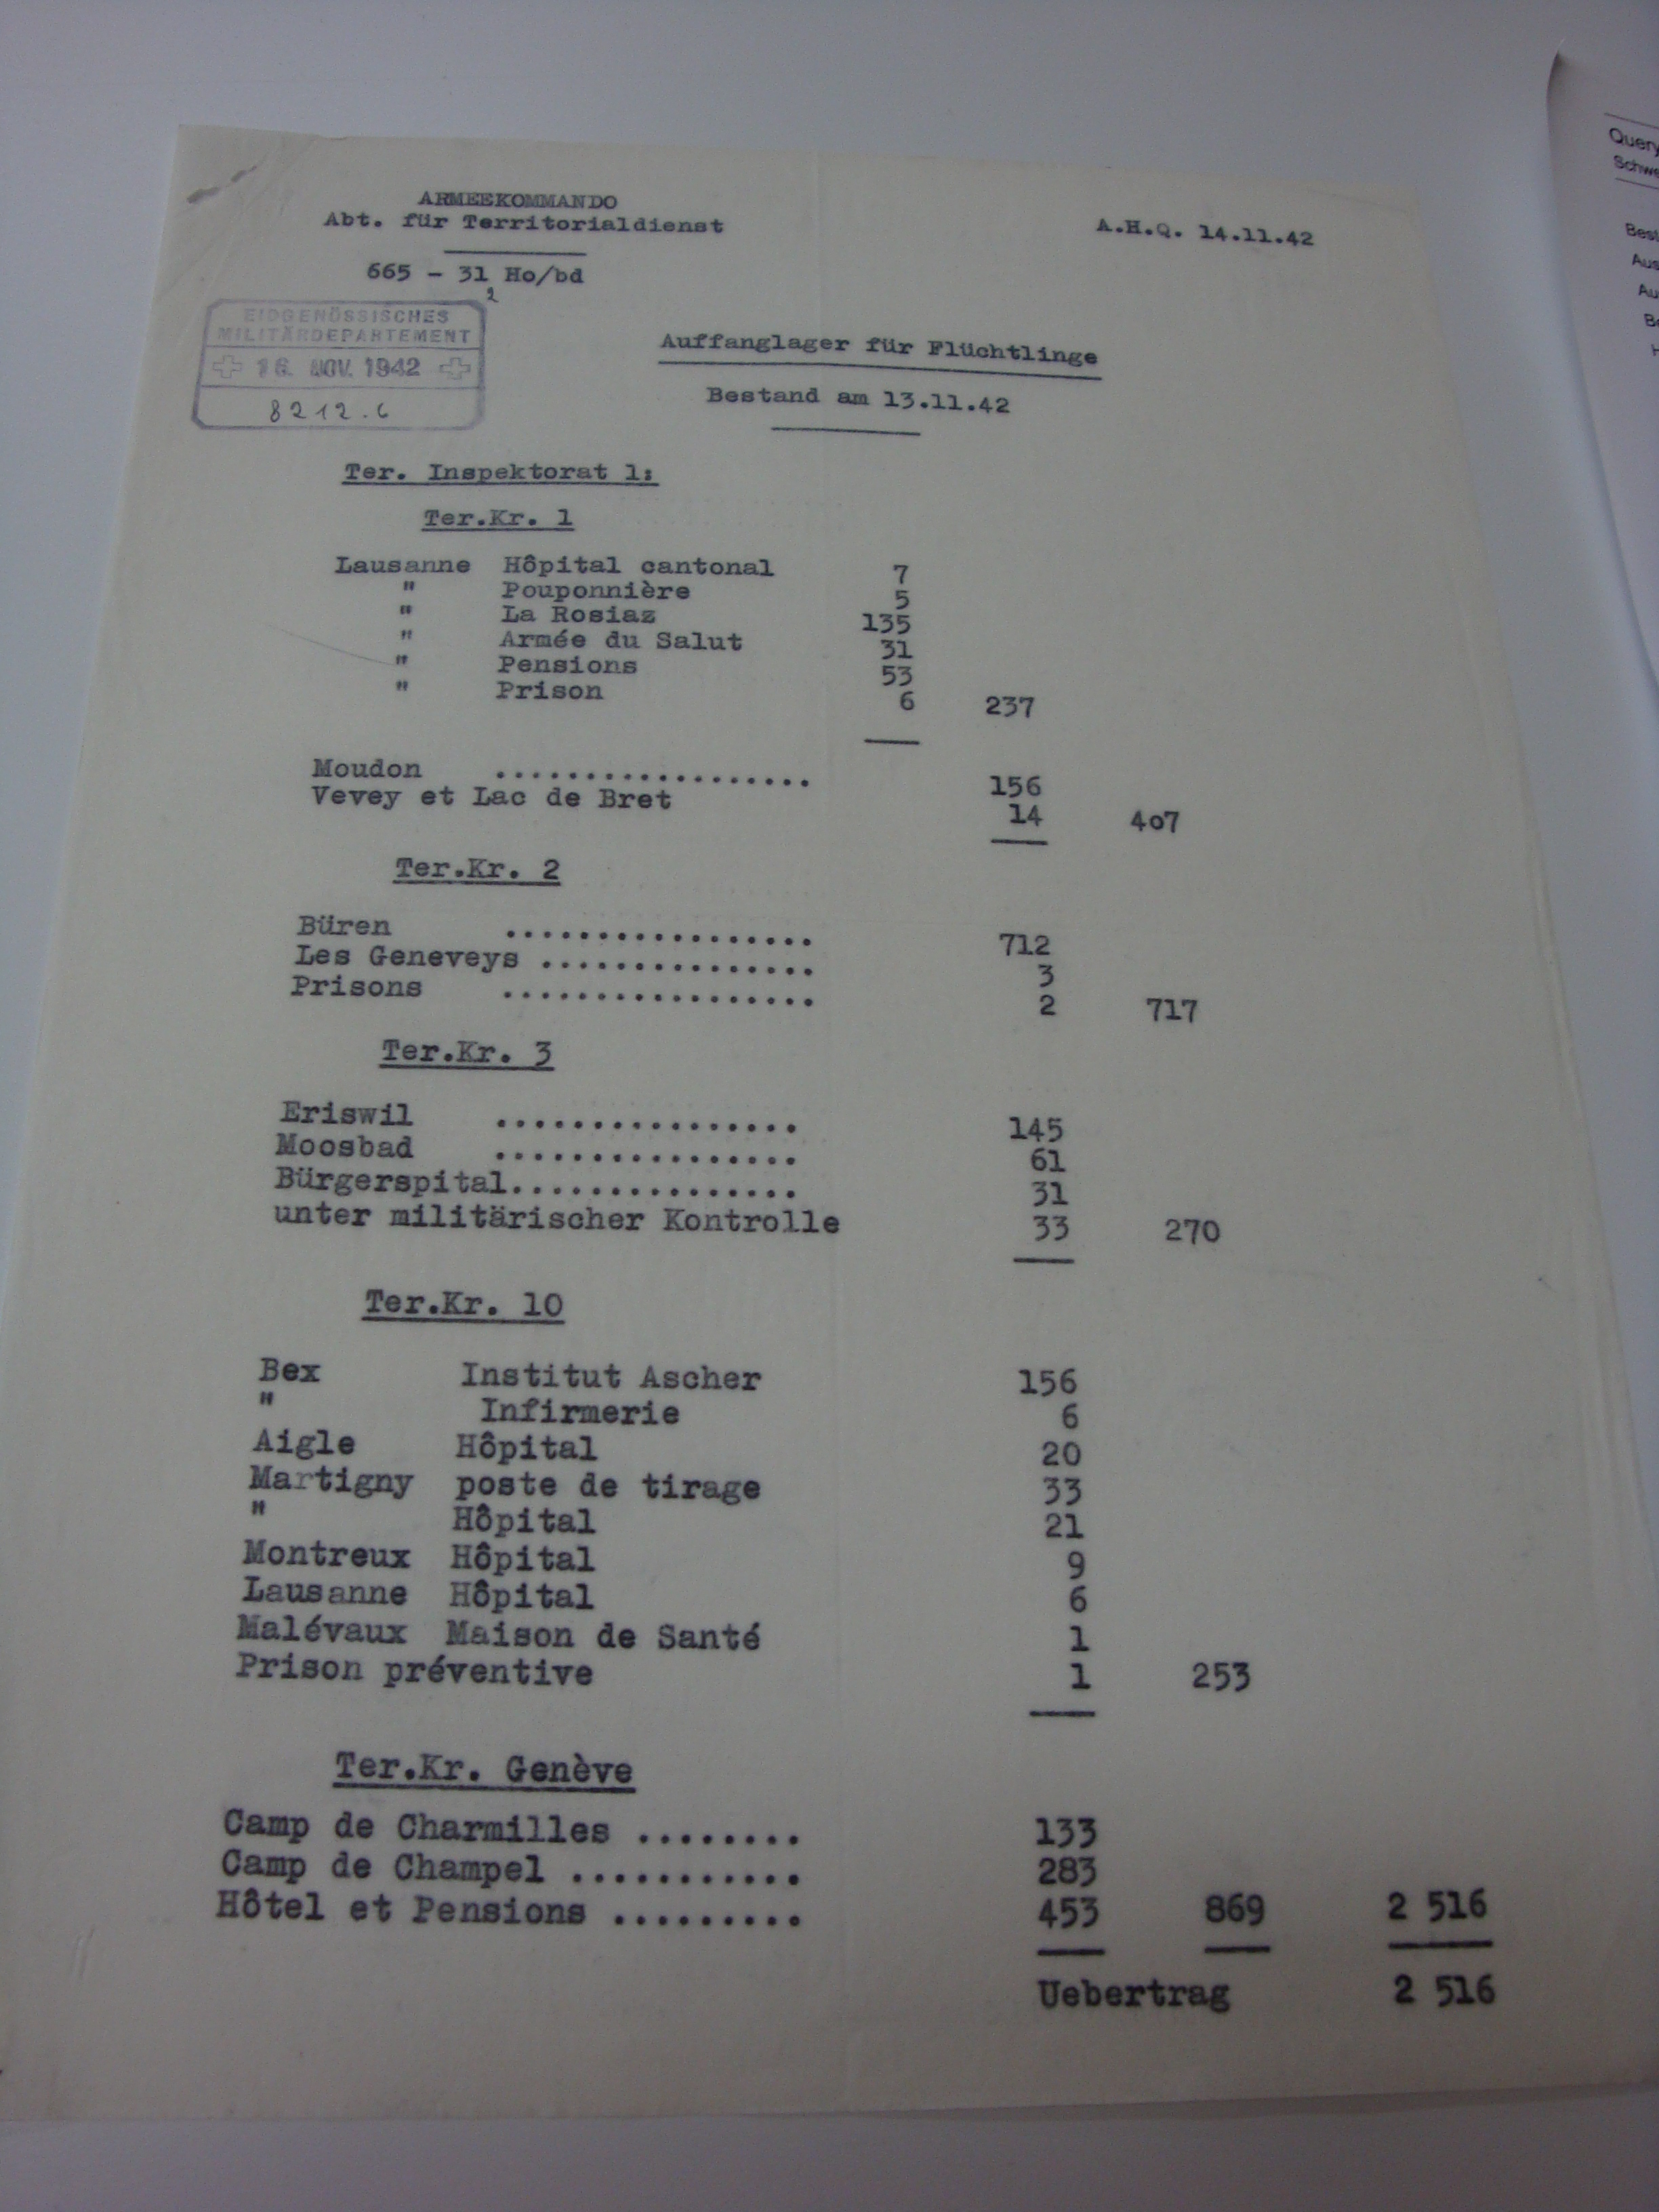 ARMEEKOMMANDO
Abt. für Territorialdienst
A.H.Q. 14.11.42
665 - 31 Ho/bd
2
EIDGENÖSSISCHES
MILITÄRDEPARTEMENT
16. NOV. 1942
8212.6
Auffanglager für Flüchtlinge
Bestand am 13.11.42
Ter. Inspektorat 1:
Ter.Kr. 1
Lausanne Hôpital cantonal 7
" Pouponnière 5
" La Rosiaz 135
" Armée du Salut 31
" Pensions 53
" Prison 6 237
Moudon .................. 156
Vevey et Lac de Bret 14 407
Ter.Kr. 2
Büren ................. 712
Les Geneveys ............... 3
Prisons ................. 2 717
Ter.Kr. 3
Eriswil ................ 145
Moosbad ................ 61
Bürgerspital................ 31
unter militärischer Kontrolle 33 270
Ter.Kr. 10
Bex Institut Ascher 156
" Infirmerie 6
Aigle Hôpital 20
Martigny poste de tirage 33
" Hôpital 21
Montreux Hôpital 9
Lausanne Hôpital 6
Malévaux Maison de Santé 1
Prison préventive 1 253
Ter.Kr. Genève
Camp de Charmilles ........ 133
Camp de Champel ........... 283
Hôtel et Pensions ......... 453 869 2 516
Uebertrag 2 516
Query
Schwe
Best
Aus
Au